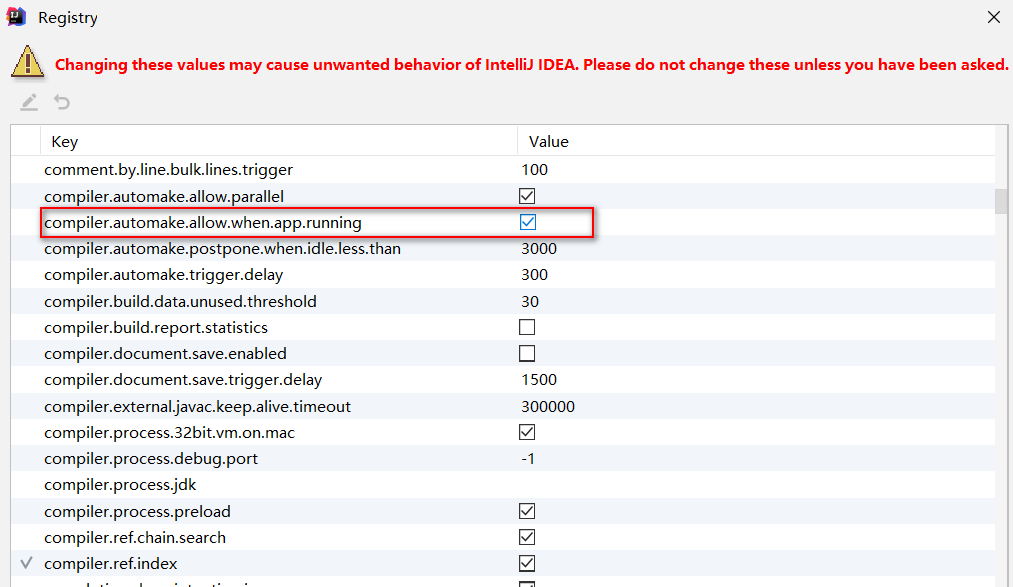 Registry
Changing these values may cause unwanted behavior of IntelliJ IDEA. Please do not change these unless you have been asked.
Key Value
comment.by.line.bulk.lines.trigger 100
compiler.automake.allow.parallel
compiler.automake.allow.when.app.running
compiler.automake.postpone.when.idle.less.than 3000
compiler.automake.trigger.delay 300
compiler.build.data.unused.threshold 30
compiler.build.report.statistics
compiler.document.save.enabled
compiler.document.save.trigger.delay 1500
compiler.external.javac.keep.alive.timeout 300000
compiler.process.32bit.vm.on.mac
compiler.process.debug.port -1
compiler.process.jdk
compiler.process.preload
compiler.ref.chain.search
compiler.ref.index